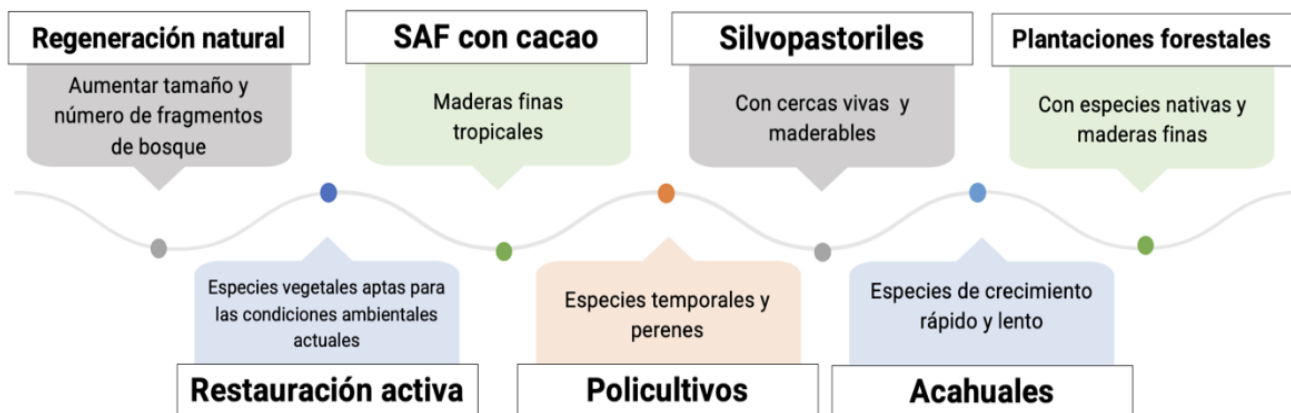 Regeneración natural
Aumentar tamaño y
número de fragmentos
de bosque
SAF con cacao
Maderas finas
tropicales
Silvopastoriles
Con cercas vivas y
maderables
Plantaciones forestales
Con especies nativas y
maderas finas
Especies vegetales aptas para
las condiciones ambientales
actuales
Restauración activa
Especies temporales y
perenes
Policultivos
Especies de crecimiento
rápido y lento
Acahuales